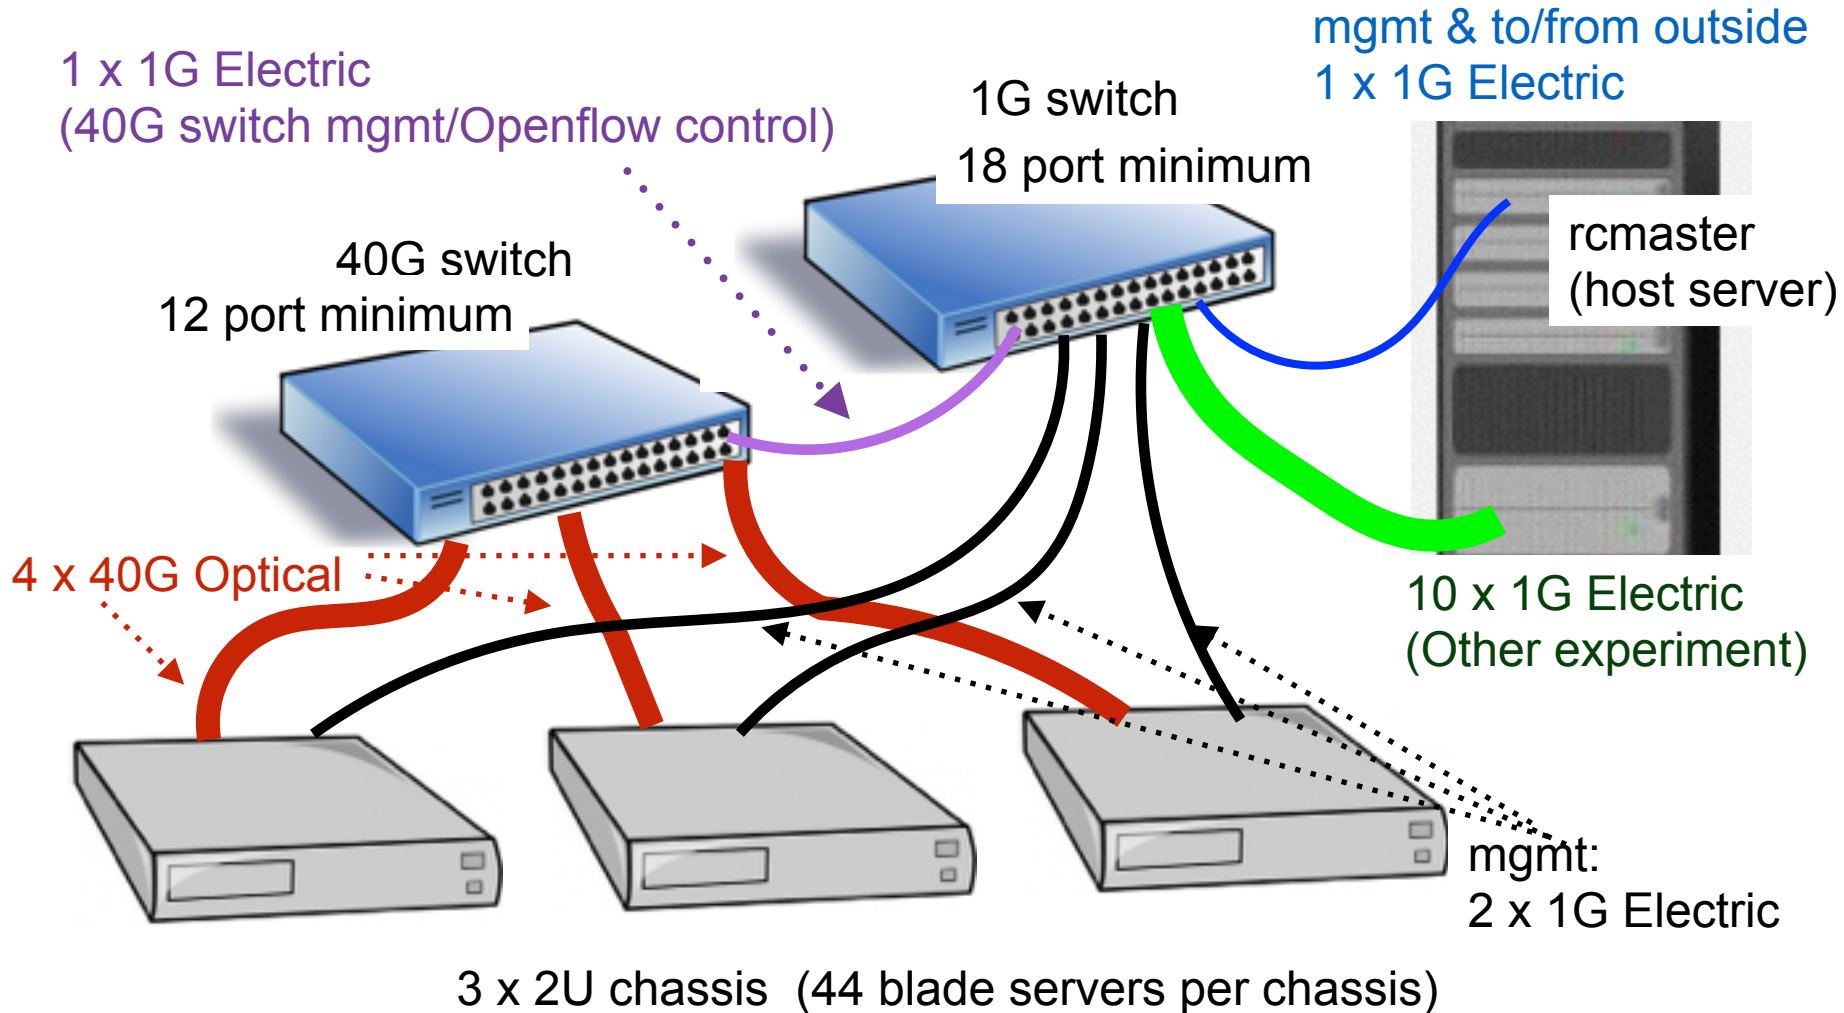 mgmt & to/from outside
1 x 1G Electric
1 x 1G Electric
(40G switch mgmt/Openflow control)
1G switch
18 port minimum
rcmaster
(host server)
40G switch
12 port minimum
4 x 40G Optical
10 x 1G Electric
(Other experiment)
mgmt:
2 x 1G Electric
3 x 2U chassis  (44 blade servers per chassis)